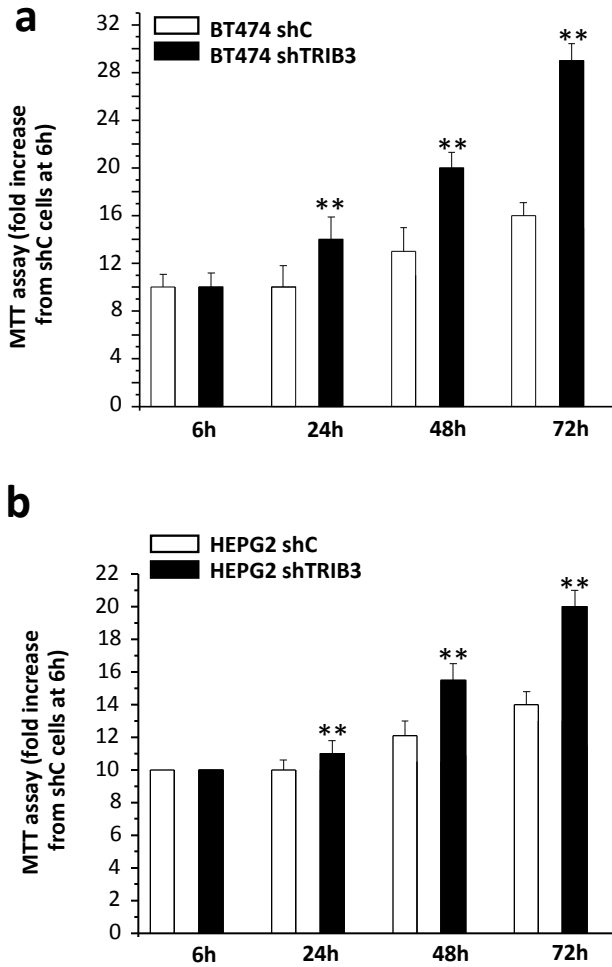 a
BT474 shC
BT474 shTRIB3
MTT assay (fold increase
from shC cells at 6h)
32
28
24
20
16
12
8
4
0
**
**
**
6h
24h
48h
72h
b
HEPG2 shC
HEPG2 shTRIB3
MTT assay (fold increase
from shC cells at 6h)
22
20
18
16
14
12
10
8
6
4
2
0
**
**
**
6h
24h
48h
72h